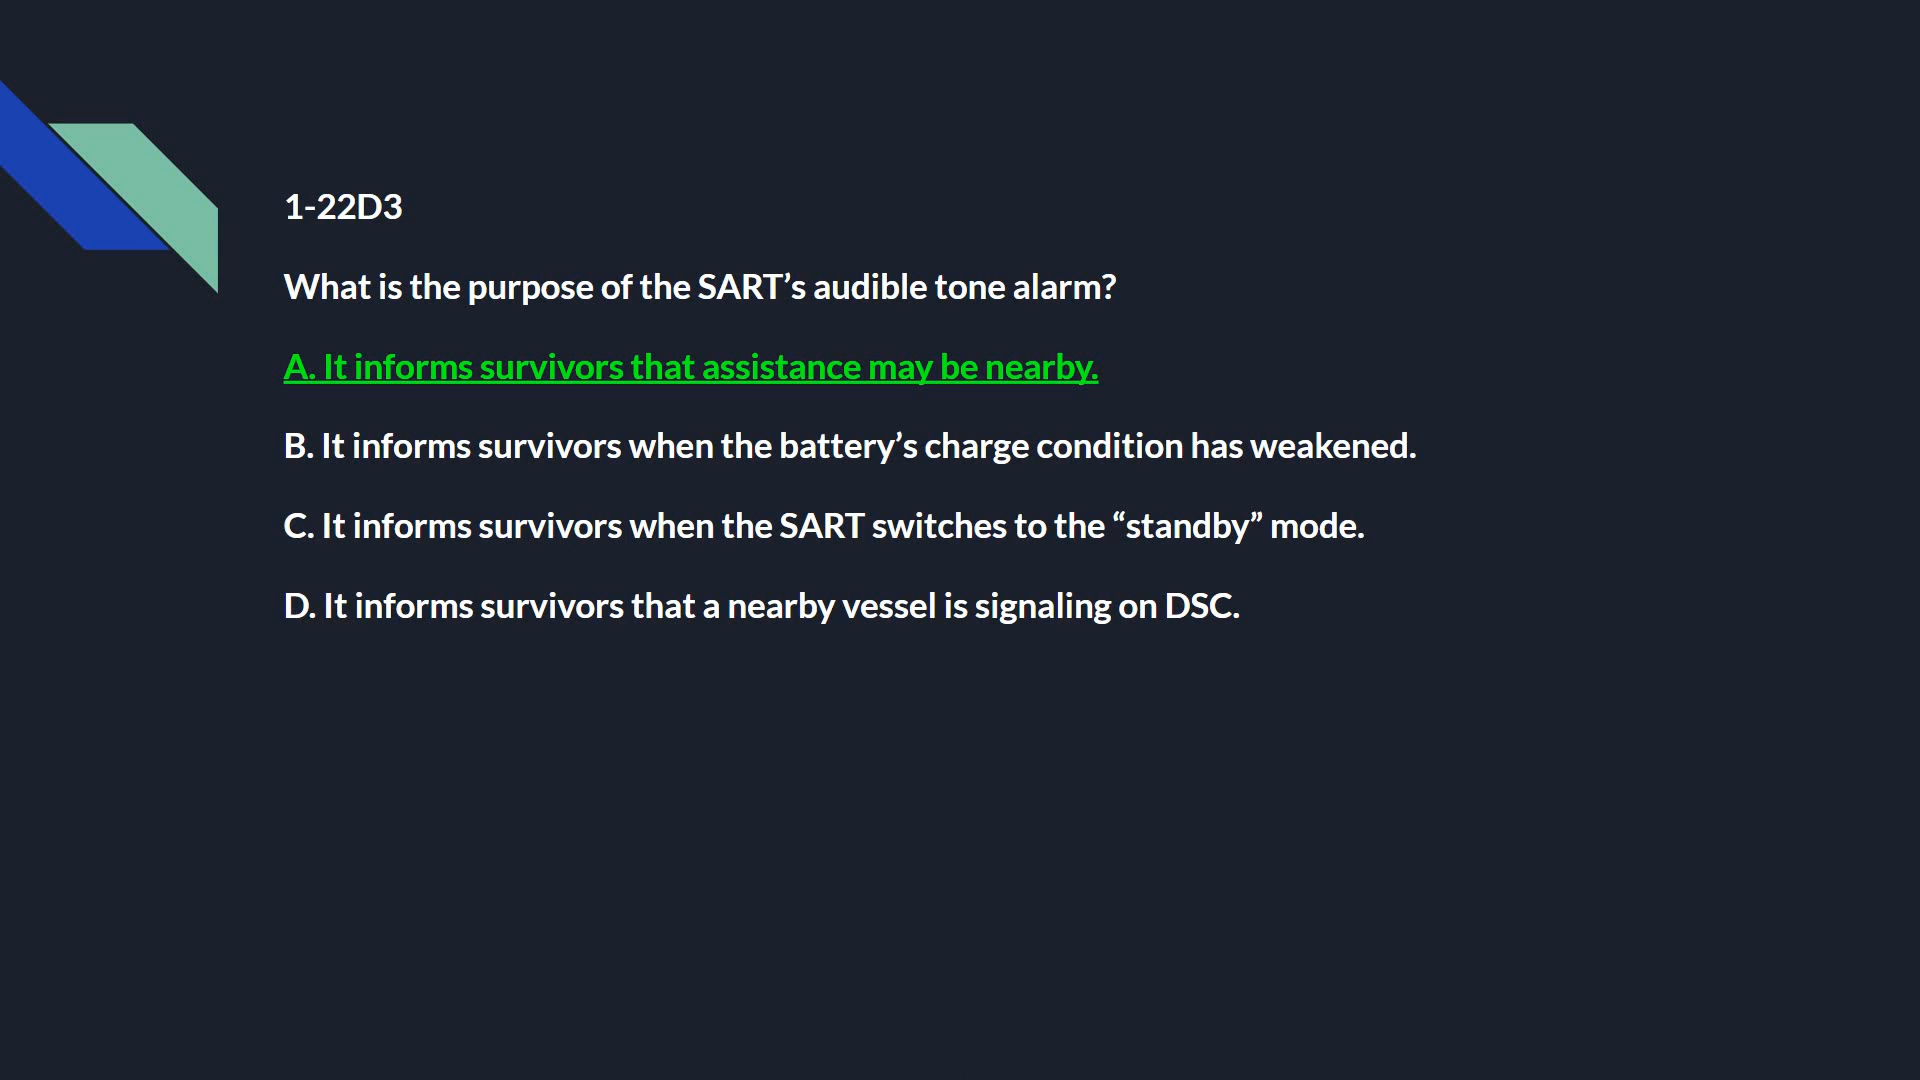 1-22D3
What is the purpose of the SART’s audible tone alarm?
A. It informs survivors that assistance may be nearby.
B. It informs survivors when the battery’s charge condition has weakened.
C. It informs survivors when the SART switches to the “standby” mode.
D. It informs survivors that a nearby vessel is signaling on DSC.